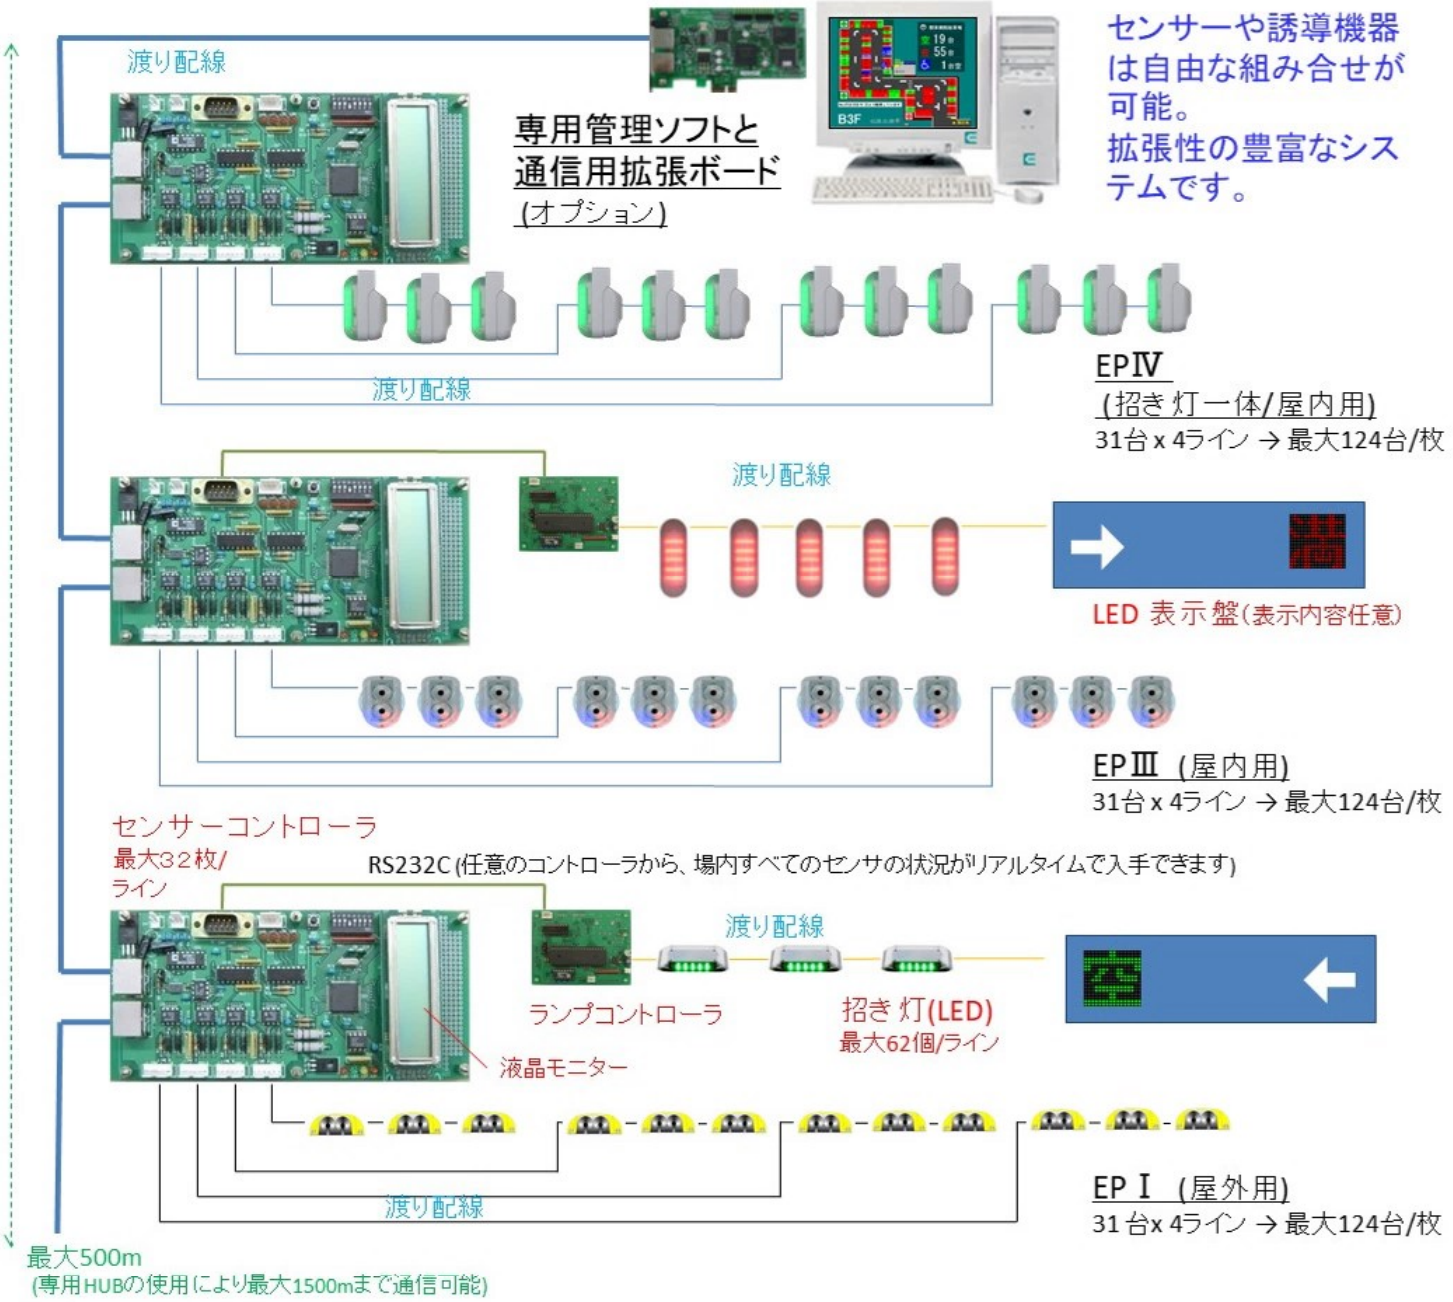 渡り配線
センサーや誘導機器
は自由な組み合せが
可能。
拡張性の豊富なシス
テムです。
19台
55台
B3F
専用管理ソフトと
通信用拡張ボード
(オプション)
渡り配線
EPⅣ
(招き灯一体/屋内用)
31台 x 4ライン → 最大124台/枚
渡り配線
LED 表示盤(表示内容任意)
EPⅢ (屋内用)
31台 x 4ライン → 最大124台/枚
センサーコントローラ
最大32枚/
ライン
RS232C (任意のコントローラから、場内すべてのセンサの状況がリアルタイムで入手できます)
渡り配線
空
ランプコントローラ
招き灯(LED)
最大62個/ライン
液晶モニター
渡り配線
EP Ⅰ (屋外用)
31台x 4ライン → 最大124台/枚
最大500m
(専用HUBの使用により最大1500mまで通信可能)